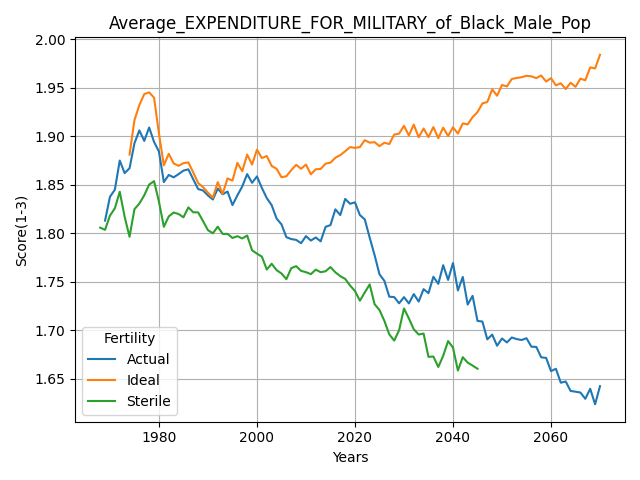 Average_EXPENDITURE_FOR_MILITARY_of_Black_Male_Pop
Score(1-3)
2.00
1.95
1.90
1.85
1.80
1.75
1.70
1.65
Fertility
Actual
Ideal
Sterile
1980 2000 2020 2040 2060
Years